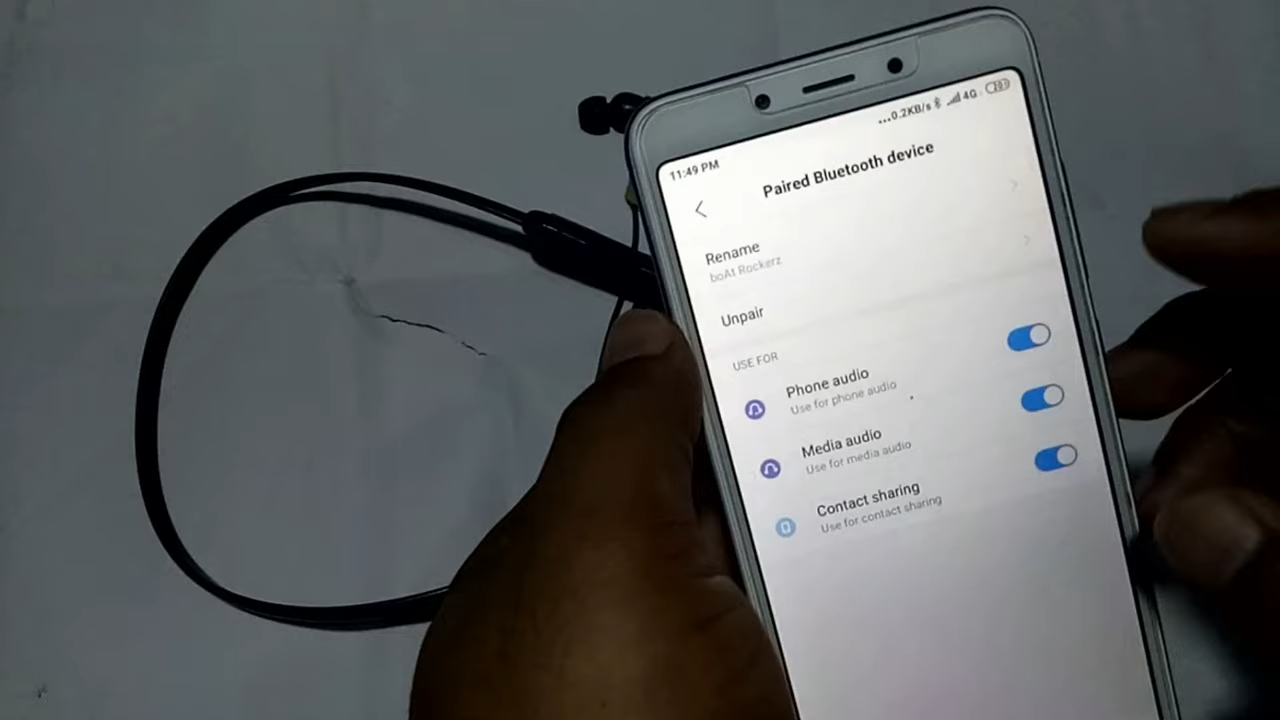 11:49 PM
...0.2KB/s 4G
Paired Bluetooth device
Rename
boAt Rockerz
Unpair
USE FOR
Phone audio
Use for phone audio
Media audio
Use for media audio
Contact sharing
Use for contact sharing